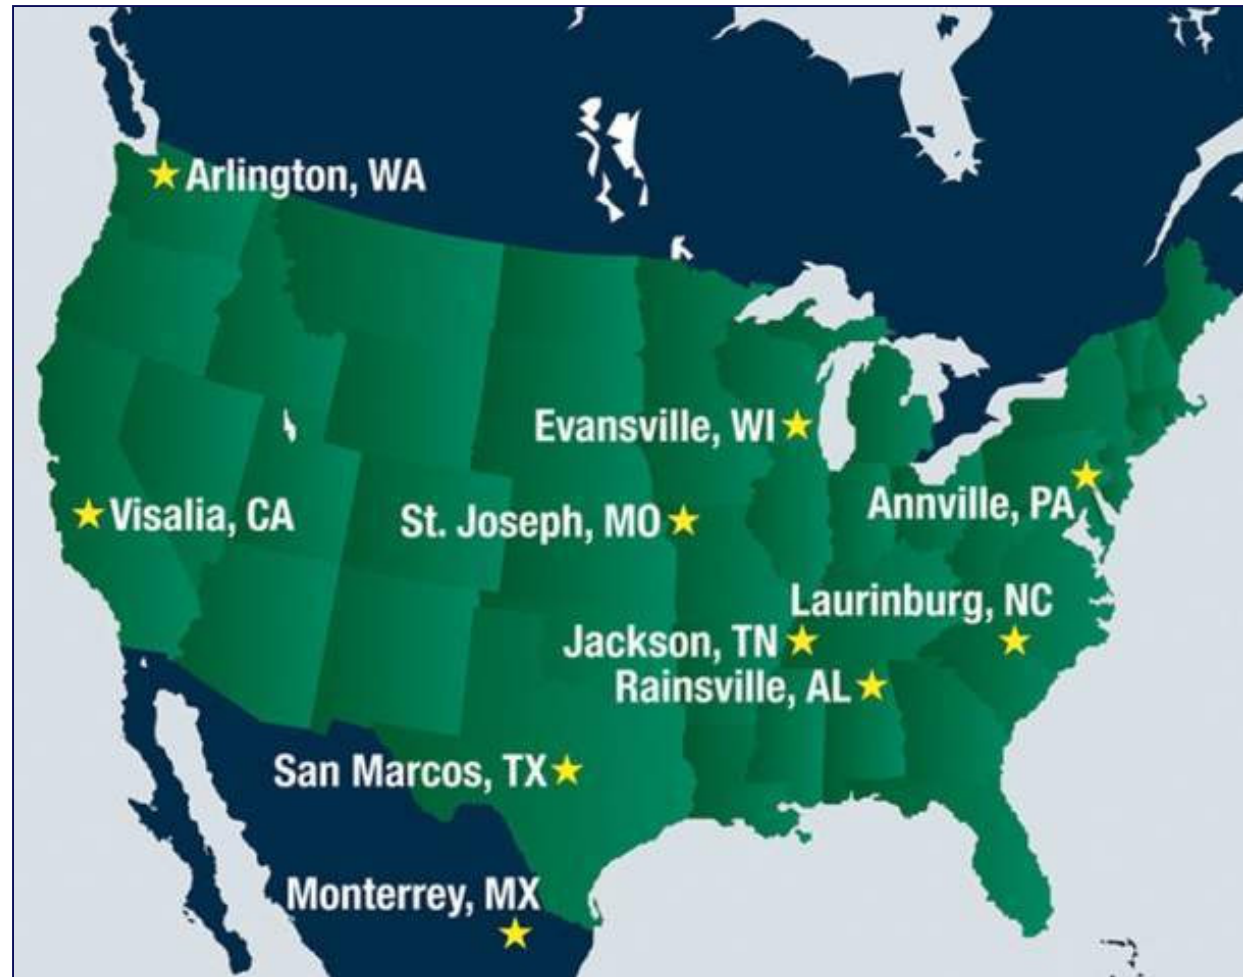 Arlington, WA
Evansville, WI
Annville, PA
Visalia, CA
St. Joseph, MO
Laurinburg, NC
Jackson, TN
Rainsville, AL
San Marcos, TX
Monterrey, MX